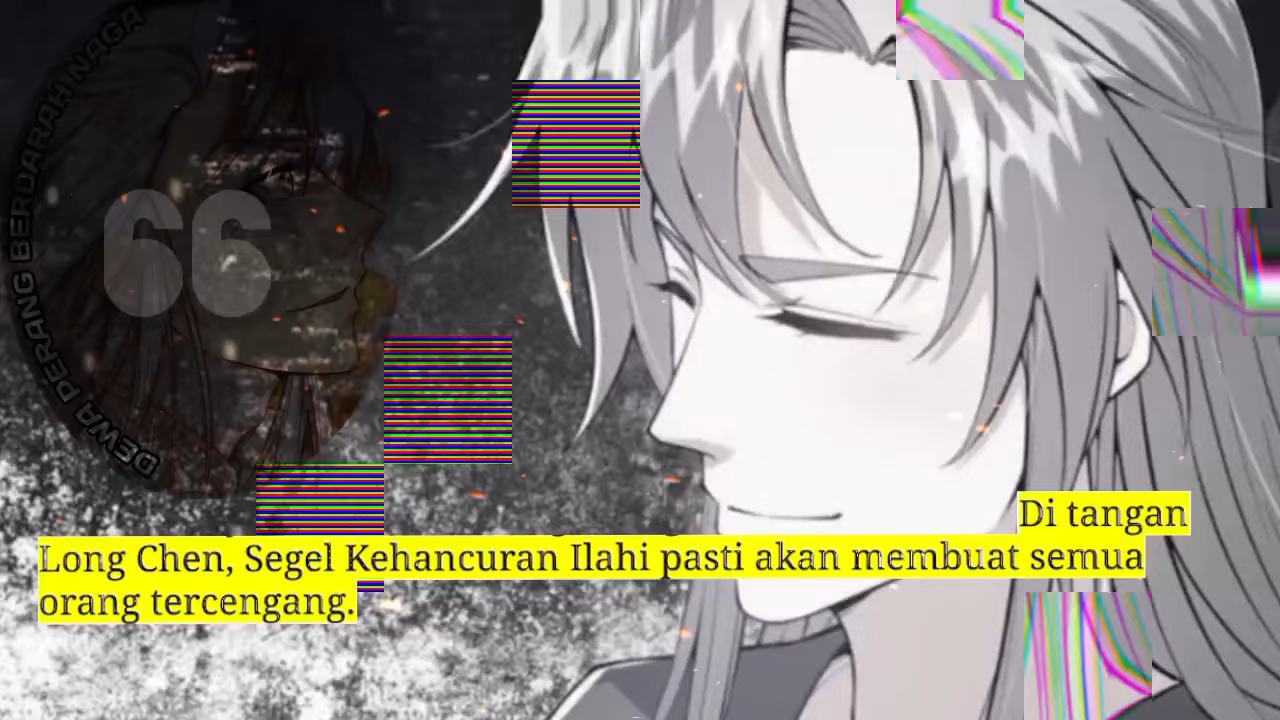 DEWA PERANG BERDARAH NAGA
66
Di tangan
Long Chen, Segel Kehancuran Ilahi pasti akan membuat semua
orang tercengang.